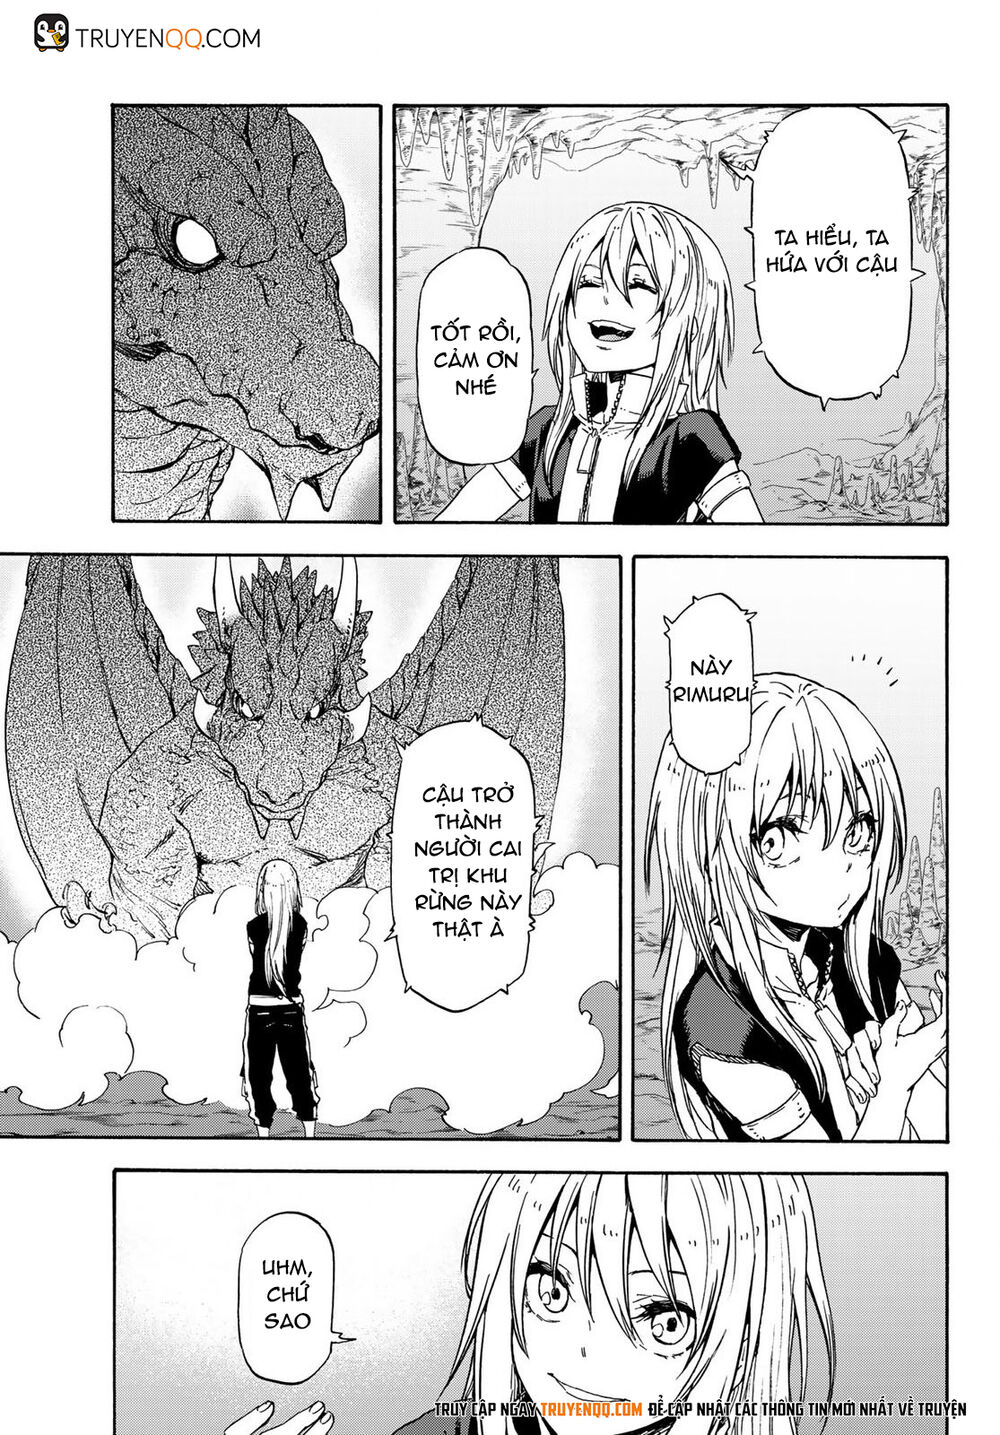 TRUYENQQ.COM
TA HIỂU, TA
HỨA VỚI CẬU
TỐT RỒI,
CẢM ƠN
NHÉ
NÀY
RIMURU
CẬU TRỞ
THÀNH
NGƯỜI CAI
TRỊ KHU
RỪNG NÀY
THẬT À
UHM,
CHỨ
SAO
TRUY CẬP NGAY TRUYENQQ.COM ĐỂ CẬP NHẬT CÁC THÔNG TIN MỚI NHẤT VỀ TRUYỆN